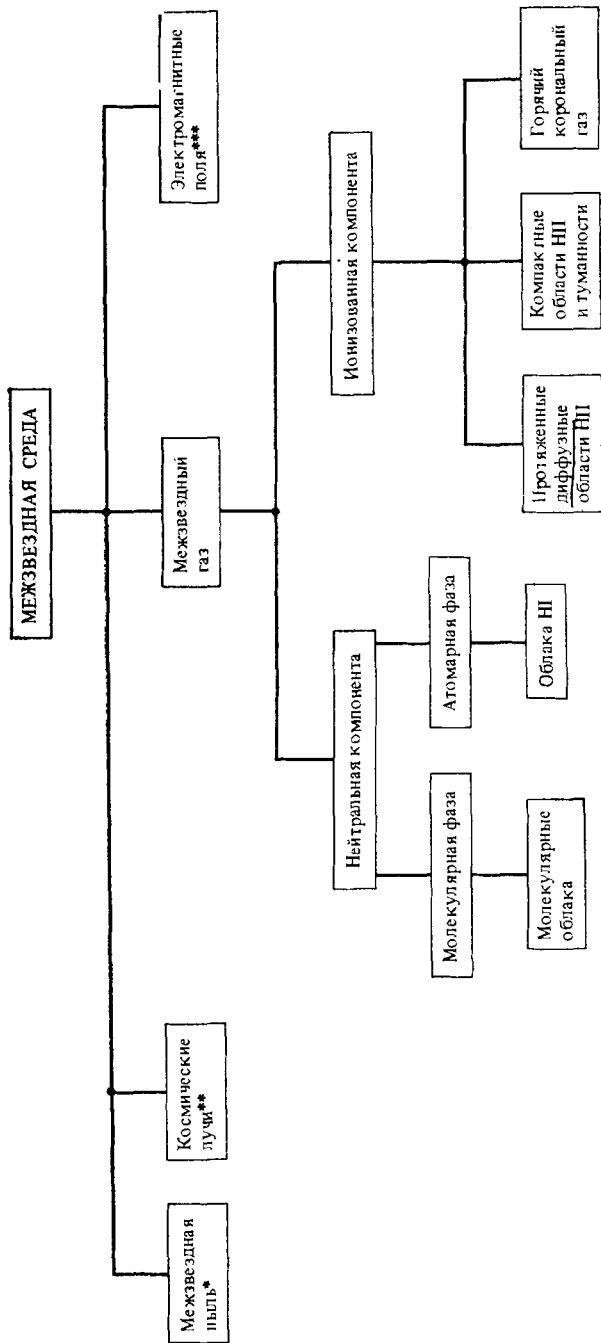 МЕЖЗВЕЗДНАЯ СРЕДА
Межзвездная
пыль*
Космические
лучи**
Межзвездный
газ
Электромагнитные
поля***
Нейтральная компонента
Ионизованная компонента
Молекулярная фаза
Атомарная фаза
Молекулярные
облака
Облака HI
Протяженные
диффузные
области HII
Компактные
области HII
и туманности
Горячий
корональный
газ